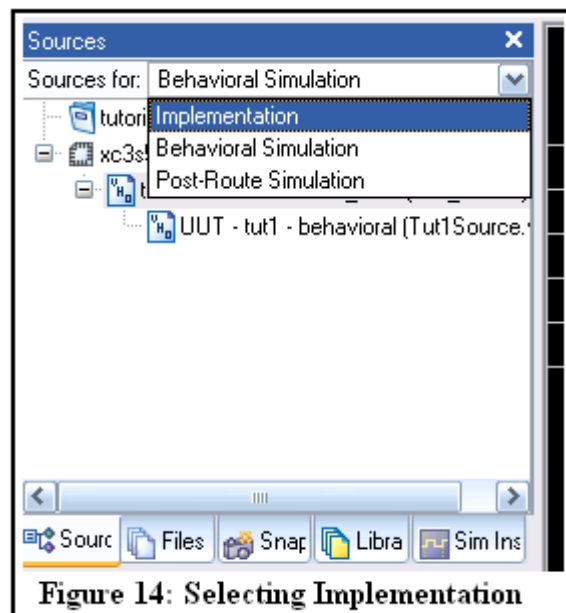 Sources
Sources for: Behavioral Simulation
tutori Implementation
xc3s Behavioral Simulation
Post-Route Simulation
UUT - tut1 - behavioral (Tut1Source.
Sourc Files Snap Libra Sim Ins
Figure 14: Selecting Implementation